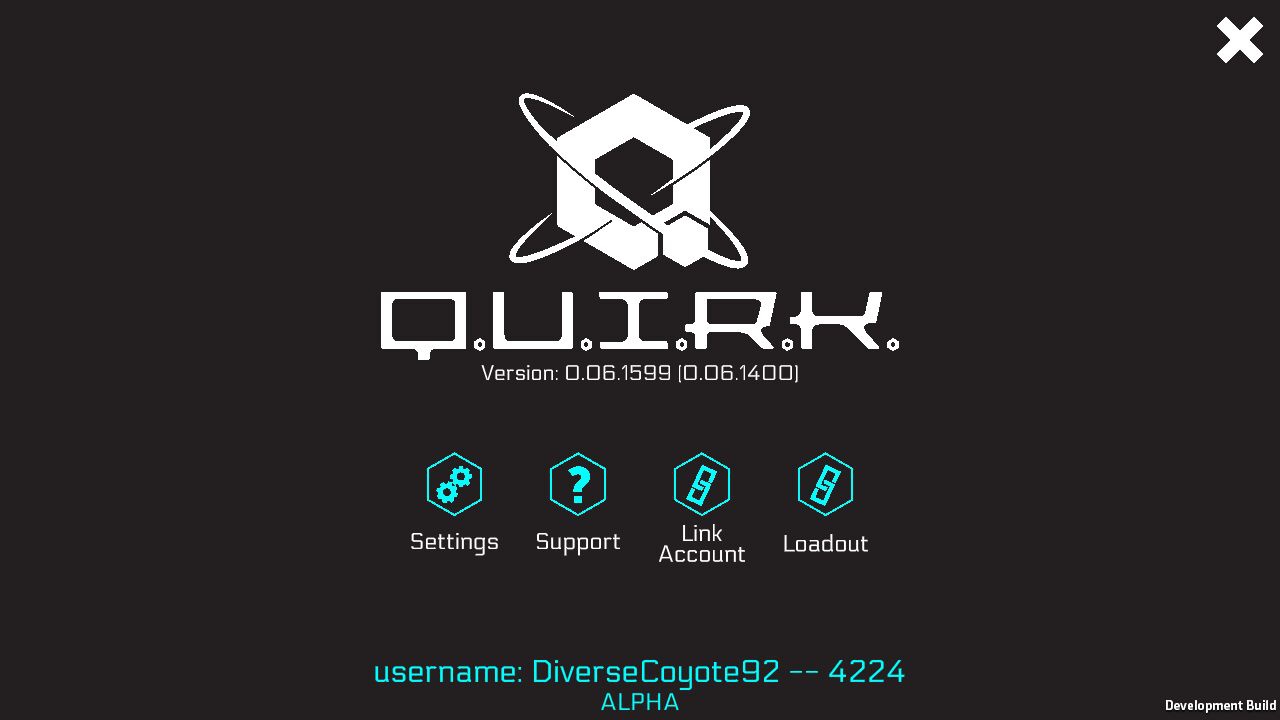 Q.U.I.R.K.
Version: 0.06.1599 (0.06.1400)
Settings
Support
Link
Account
Loadout
username: DiverseCoyote92 -- 4224
ALPHA
Development Build